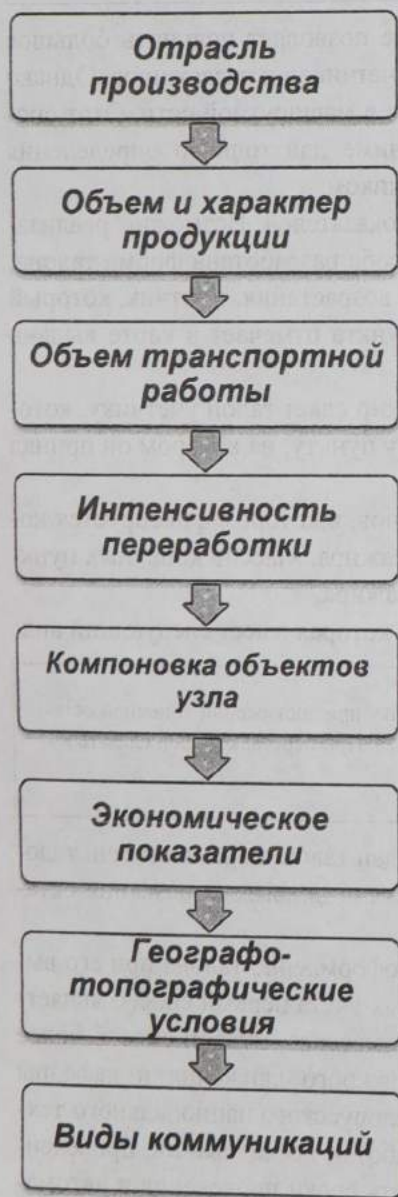 Отрасль
производства
Объем и характер
продукции
Объем транспортной
работы
Интенсивность
переработки
Компоновка объектов
узла
Экономическое
показатели
Географо-
топографические
условия
Виды коммуникаций